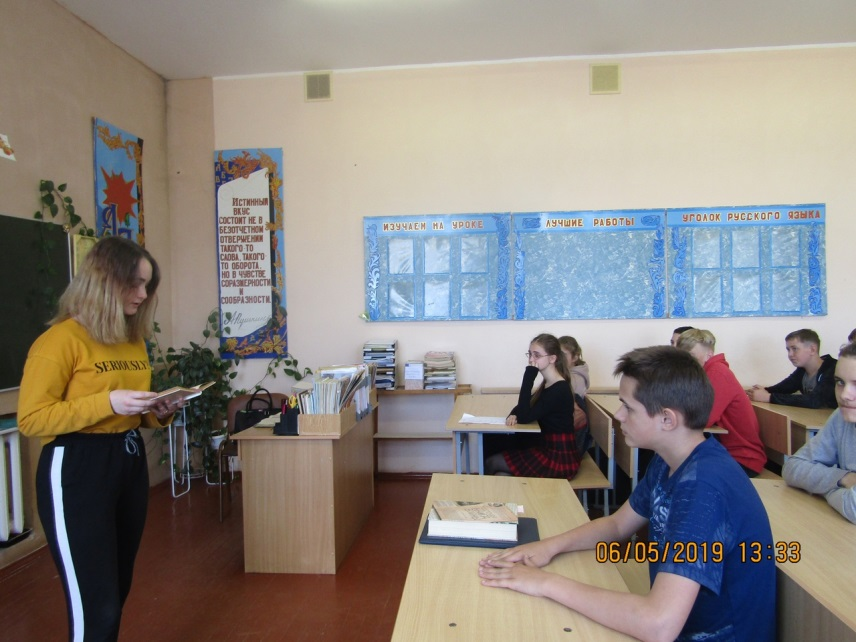 ИСТИННЫЙ
ВКУС
СОСТОИТ НЕ В
БЕЗОТЧЕТНОМ
ОТВЕРЖЕНИИ
ТАКОГО ТО
СЛОВА, ТАКОГО
ТО ОБОРОТА,
НО В ЧУВСТВЕ
СОРАЗМЕРНОСТИ
И
СООБРАЗНОСТИ.
ИЗУЧАЕМ НА УРОКЕ
ЛУЧШИЕ РАБОТЫ
УГОЛОК РУССКОГО ЯЗЫКА
SERIOUSLY
06/05/2019 13:33